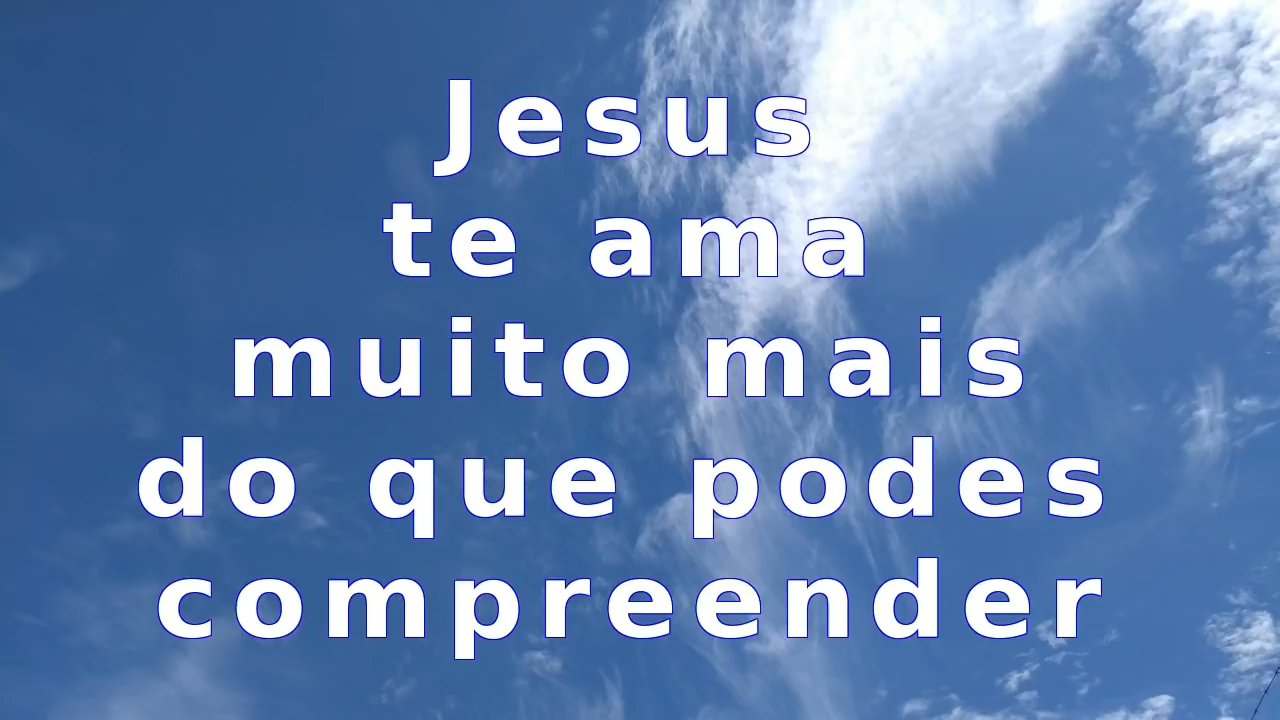 Jesus
te ama
muito mais
do que podes
compreender